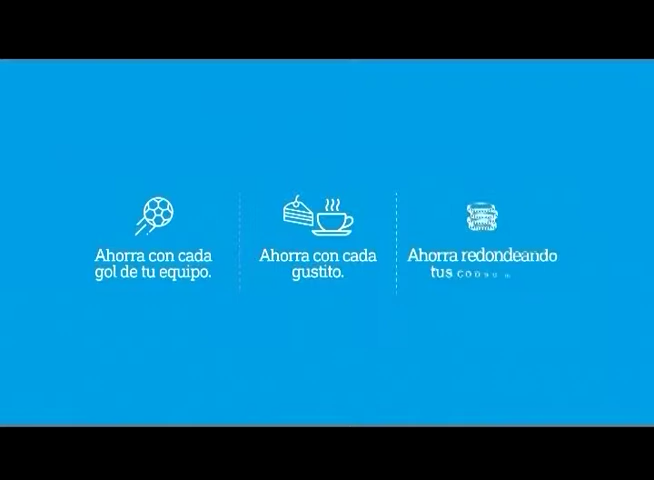 Ahorra con cada
gol de tu equipo.
Ahorra con cada
gustito.
Ahorra redondeando
tus